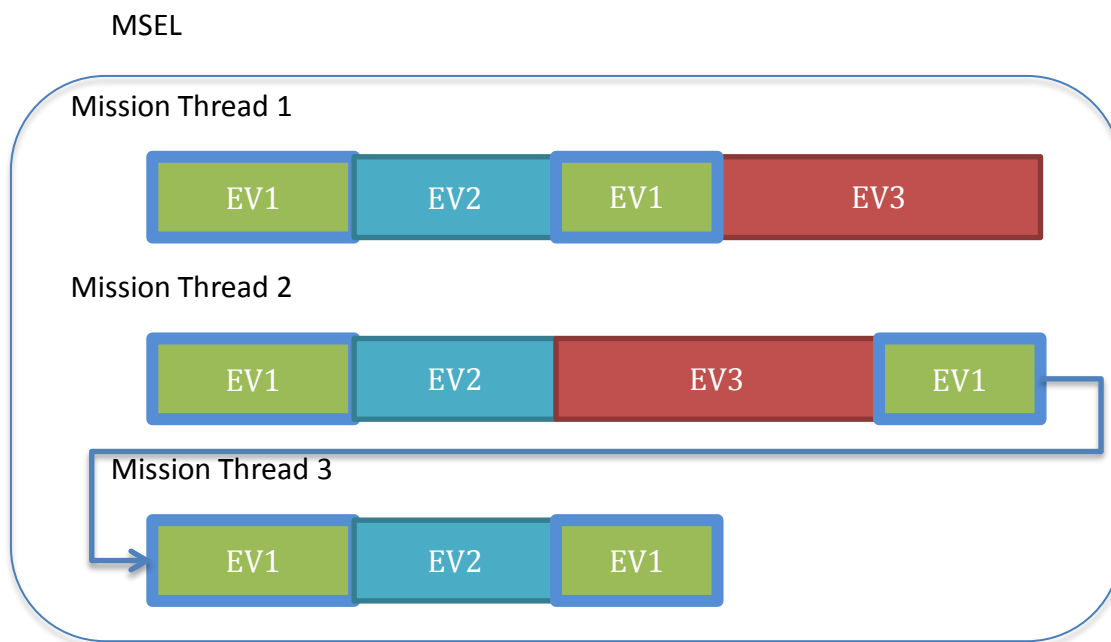 MSEL
Mission Thread 1
EV1 EV2 EV1 EV3
Mission Thread 2
EV1 EV2 EV3 EV1
Mission Thread 3
EV1 EV2 EV1